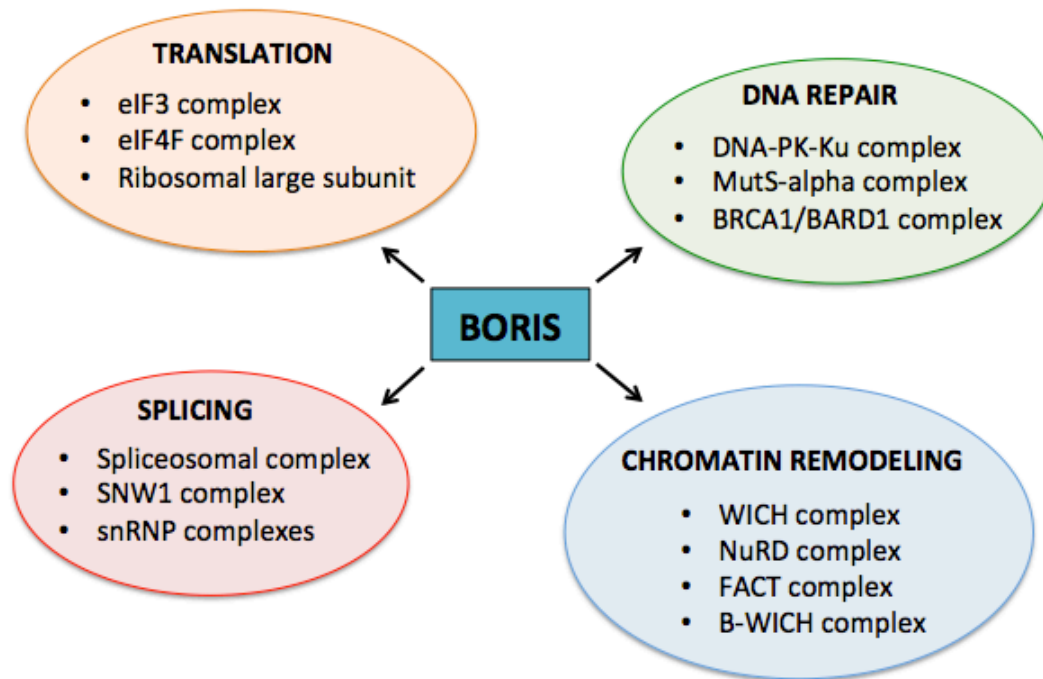 TRANSLATION
• eIF3 complex
• eIF4F complex
• Ribosomal large subunit
DNA REPAIR
• DNA-PK-Ku complex
• MutS-alpha complex
• BRCA1/BARD1 complex
BORIS
SPLICING
• Spliceosomal complex
• SNW1 complex
• snRNP complexes
CHROMATIN REMODELING
• WICH complex
• NuRD complex
• FACT complex
• B-WICH complex